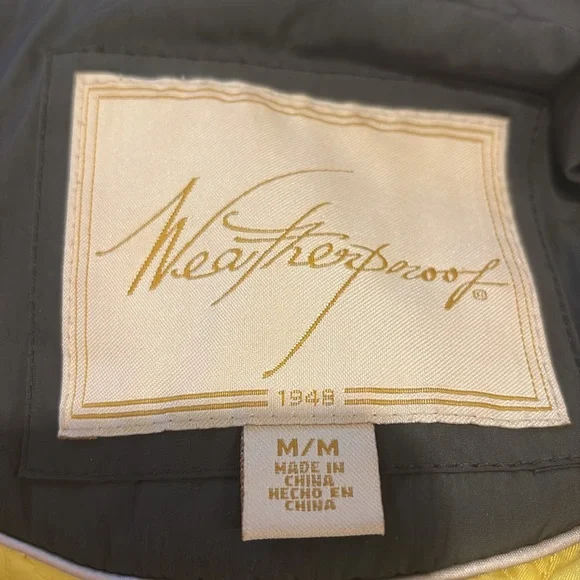 Weatherproof®
1948
M/M
MADE IN
CHINA
HECHO EN
CHINA